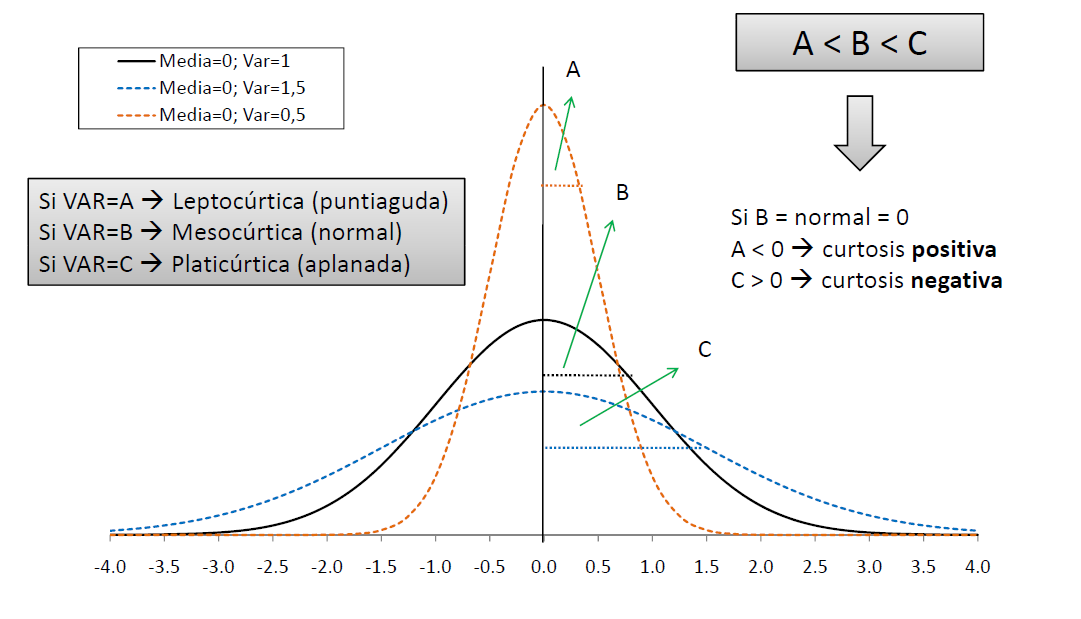 A < B < C
Media=0; Var=1
Media=0; Var=1,5
Media=0; Var=0,5
A
Si VAR=A → Leptocúrtica (puntiaguda)
Si VAR=B → Mesocúrtica (normal)
Si VAR=C → Platicúrtica (aplanada)
B
Si B = normal = 0
A < 0 → curtosis positiva
C > 0 → curtosis negativa
C
-4.0 -3.5 -3.0 -2.5 -2.0 -1.5 -1.0 -0.5 0.0 0.5 1.0 1.5 2.0 2.5 3.0 3.5 4.0